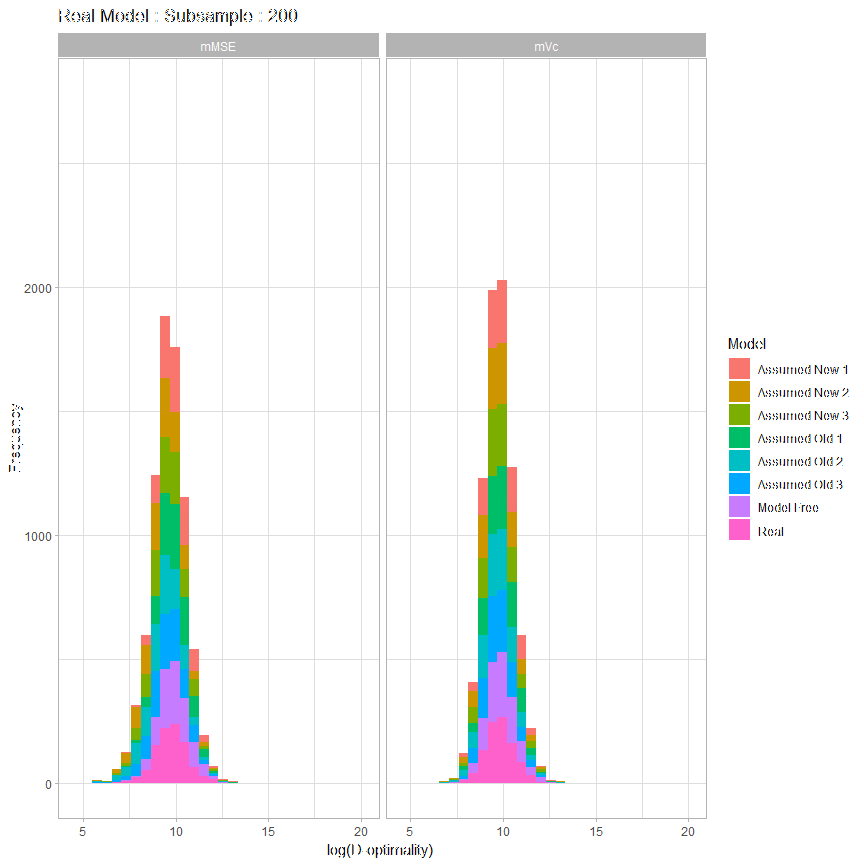 Real Model : Subsample : 200
mMSE
mVc
2000
1000
0
Frequency
5 10 15 20
5 10 15 20
log(D-optimality)
Model
Assumed New 1
Assumed New 2
Assumed New 3
Assumed Old 1
Assumed Old 2
Assumed Old 3
Model Free
Real